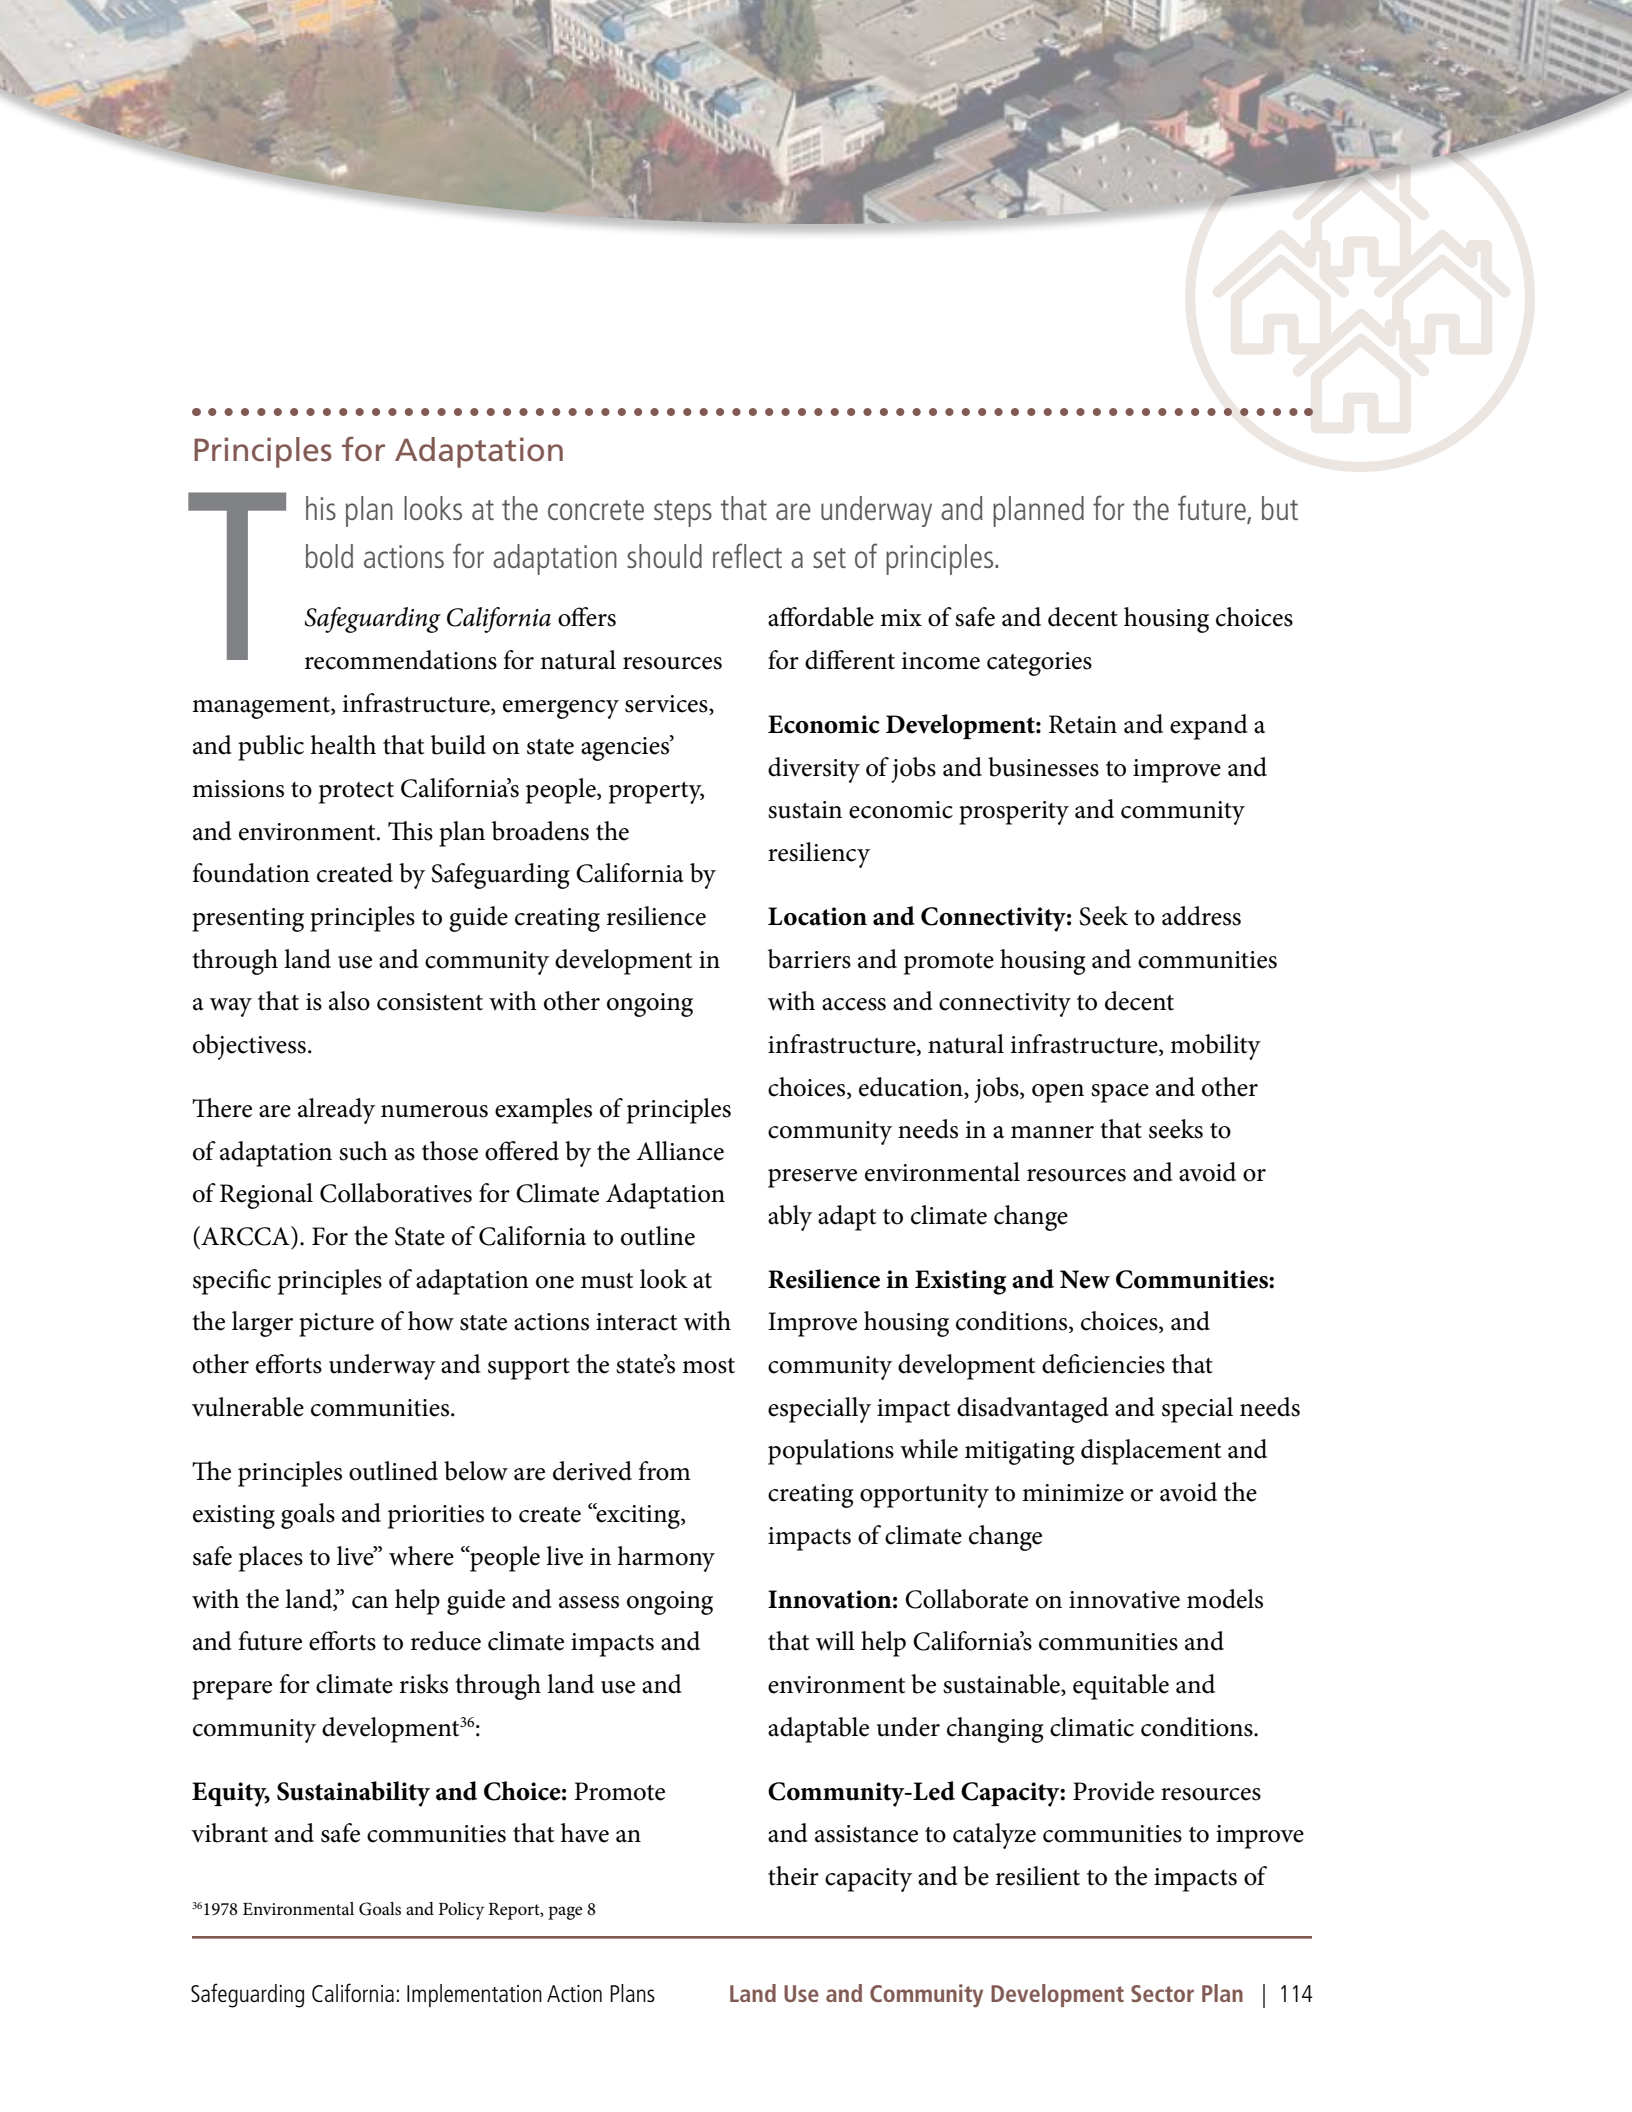 Principles for Adaptation
This plan looks at the concrete steps that are underway and planned for the future, but
bold actions for adaptation should reflect a set of principles.
Safeguarding California offers
recommendations for natural resources
management, infrastructure, emergency services,
and public health that build on state agencies’
missions to protect California’s people, property,
and environment. This plan broadens the
foundation created by Safeguarding California by
presenting principles to guide creating resilience
through land use and community development in
a way that is also consistent with other ongoing
objectivess.
There are already numerous examples of principles
of adaptation such as those offered by the Alliance
of Regional Collaboratives for Climate Adaptation
(ARCCA). For the State of California to outline
specific principles of adaptation one must look at
the larger picture of how state actions interact with
other efforts underway and support the state’s most
vulnerable communities.
The principles outlined below are derived from
existing goals and priorities to create “exciting,
safe places to live” where “people live in harmony
with the land,” can help guide and assess ongoing
and future efforts to reduce climate impacts and
prepare for climate risks through land use and
community development36:
Equity, Sustainability and Choice: Promote
vibrant and safe communities that have an
affordable mix of safe and decent housing choices
for different income categories
Economic Development: Retain and expand a
diversity of jobs and businesses to improve and
sustain economic prosperity and community
resiliency
Location and Connectivity: Seek to address
barriers and promote housing and communities
with access and connectivity to decent
infrastructure, natural infrastructure, mobility
choices, education, jobs, open space and other
community needs in a manner that seeks to
preserve environmental resources and avoid or
ably adapt to climate change
Resilience in Existing and New Communities:
Improve housing conditions, choices, and
community development deficiencies that
especially impact disadvantaged and special needs
populations while mitigating displacement and
creating opportunity to minimize or avoid the
impacts of climate change
Innovation: Collaborate on innovative models
that will help California’s communities and
environment be sustainable, equitable and
adaptable under changing climatic conditions.
Community-Led Capacity: Provide resources
and assistance to catalyze communities to improve
their capacity and be resilient to the impacts of
361978 Environmental Goals and Policy Report, page 8
Safeguarding California: Implementation Action Plans
Land Use and Community Development Sector Plan | 114